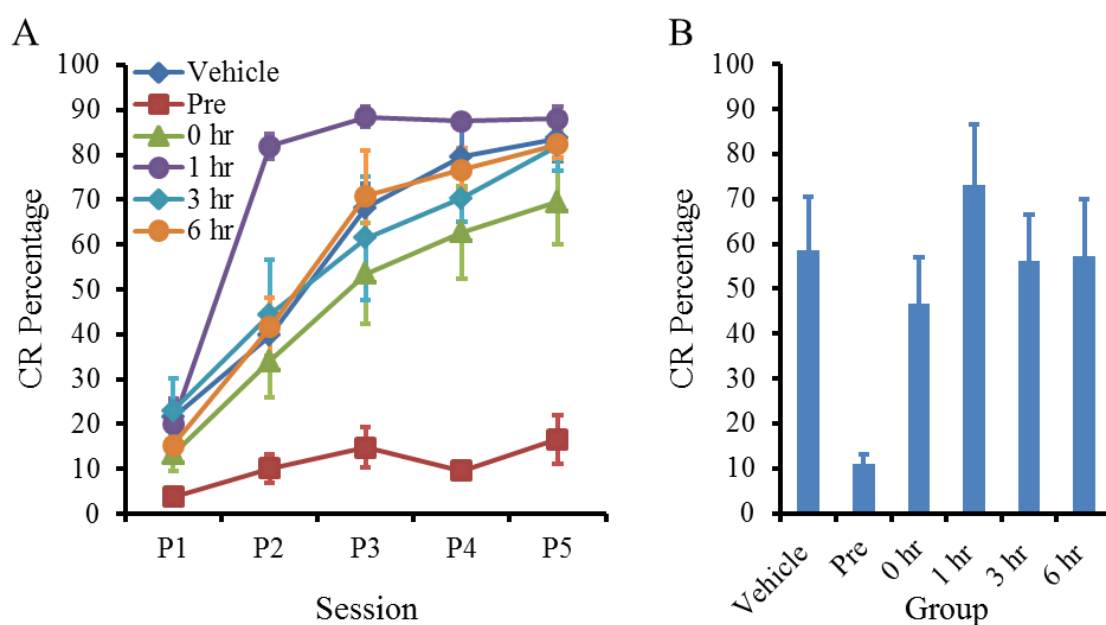 A
CR Percentage
100
90
80
70
60
50
40
30
20
10
0
Vehicle
Pre
0 hr
1 hr
3 hr
6 hr
P1 P2 P3 P4 P5
Session
B
CR Percentage
100
90
80
70
60
50
40
30
20
10
0
Vehicle Pre 0 hr 1 hr 3 hr 6 hr
Group